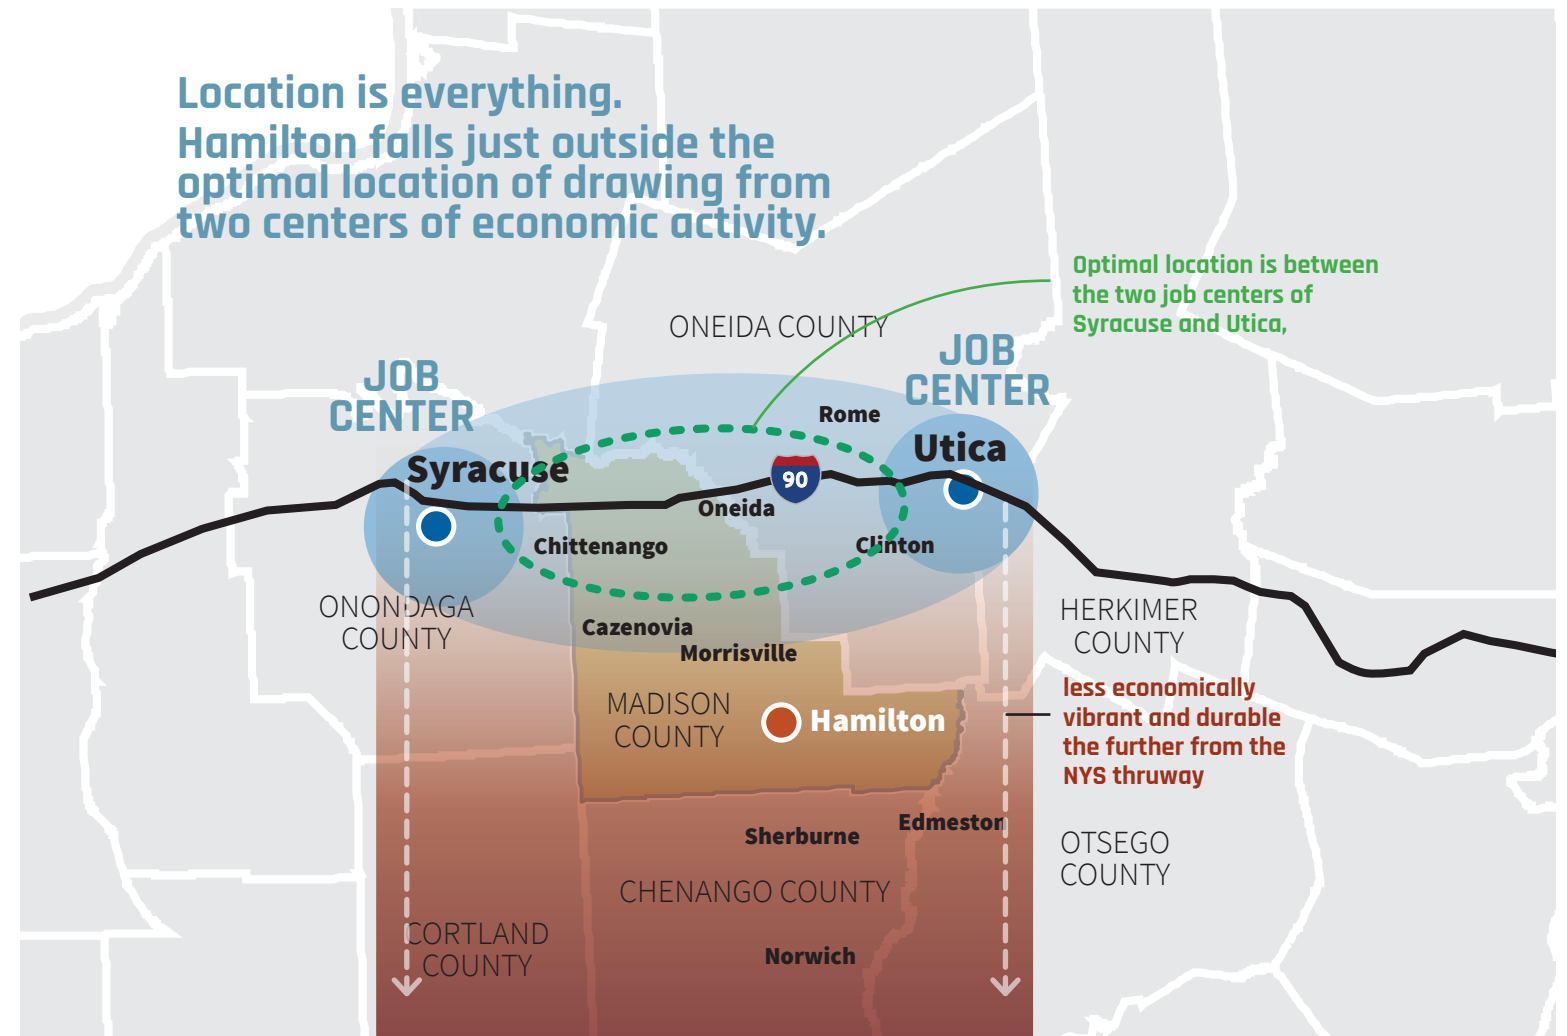 Location is everything.
Hamilton falls just outside the
optimal location of drawing from
two centers of economic activity.
Optimal location is between
the two job centers of
Syracuse and Utica,
ONEIDA COUNTY
JOB
CENTER
JOB
CENTER
Rome
Utica
Syracuse
90
Oneida
Chittenango
Clinton
ONONDAGA
COUNTY
HERKIMER
COUNTY
Cazenovia
Morrisville
less economically
vibrant and durable
the further from the
NYS thruway
MADISON
COUNTY
Hamilton
Sherburne
Edmeston
OTSEGO
COUNTY
CHENANGO COUNTY
CORTLAND
COUNTY
Norwich